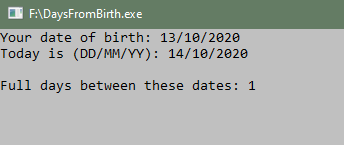 F:\DaysFromBirth.exe
Your date of birth: 13/10/2020
Today is (DD/MM/YY): 14/10/2020
Full days between these dates: 1